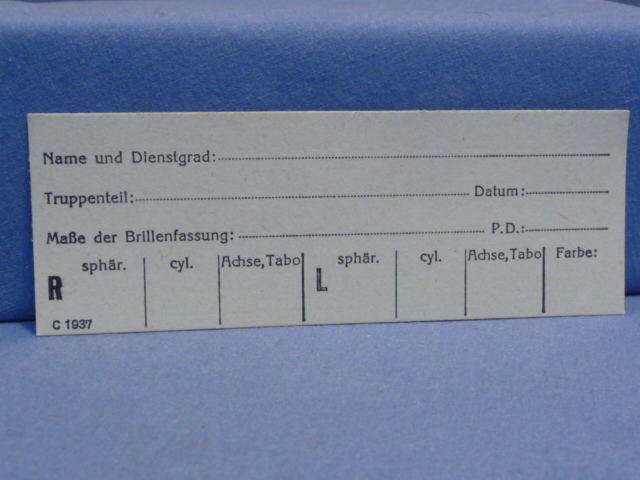 Name und Dienstgrad:
Truppenteil: Datum:
Maße der Brillenfassung: P.D.:
R sphär. cyl. Achse, Tabo L sphär. cyl. Achse, Tabo Farbe:
C 1937